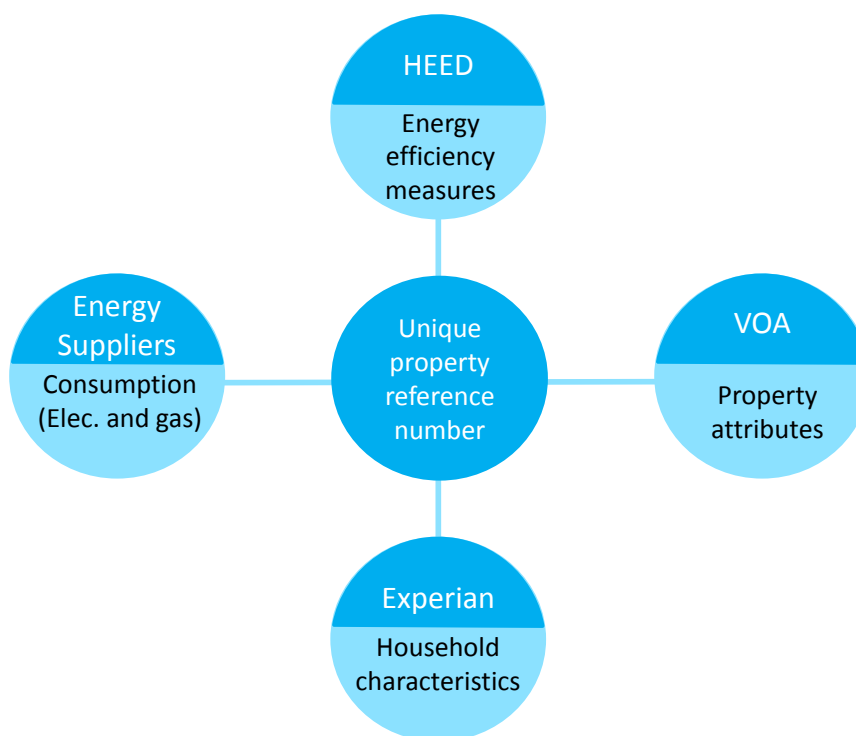 HEED
Energy
efficiency
measures
Energy
Suppliers
Consumption
(Elec. and gas)
Unique
property
reference
number
VOA
Property
attributes
Experian
Household
characteristics